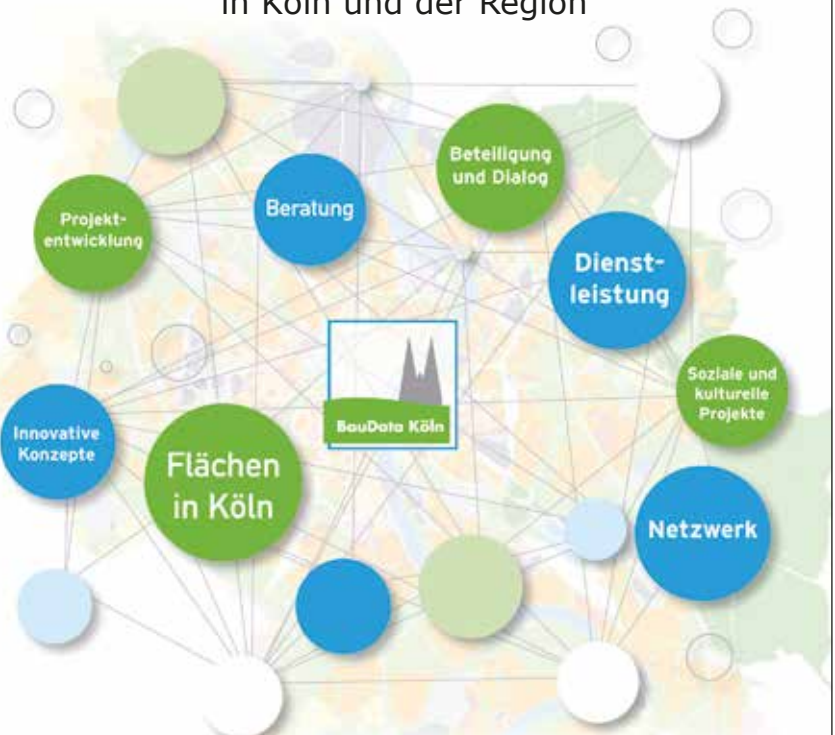 in Köln und der Region
Beteiligung
und Dialog
Projekt-
entwicklung
Beratung
Dienst-
leistung
Soziale und
kulturelle
Projekte
BauData Köln
Innovative
Konzepte
Flächen
in Köln
Netzwerk